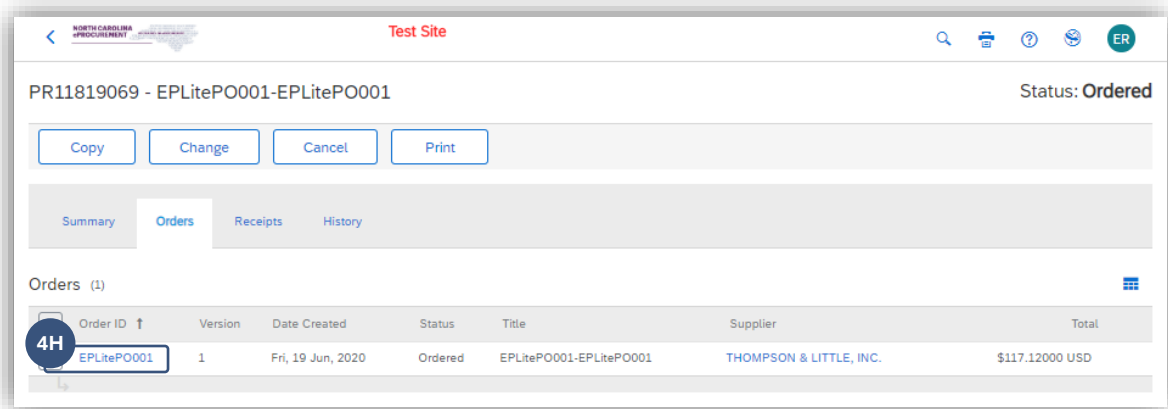 NORTH CAROLINA
ePROCUREMENT
Test Site
ER
PR11819069 - EPLitePO001-EPLitePO001
Status: Ordered
Copy Change Cancel Print
Summary Orders Receipts History
Orders (1)
Order ID ↑ Version Date Created Status Title Supplier Total
4H
EPLitePO001 1 Fri, 19 Jun, 2020 Ordered EPLitePO001-EPLitePO001 THOMPSON & LITTLE, INC. $117.12000 USD